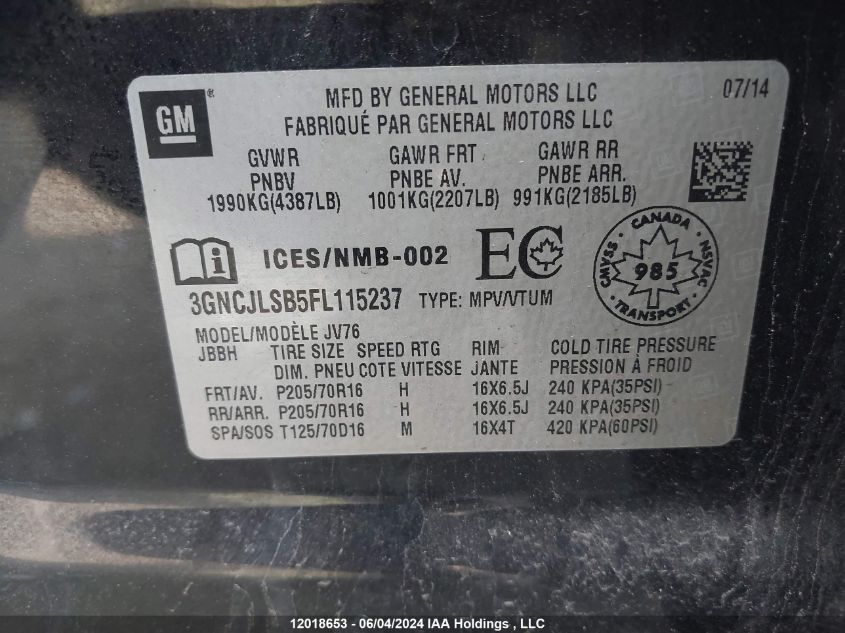 GM ®
MFD BY GENERAL MOTORS LLC 07/14
FABRIQUÉ PAR GENERAL MOTORS LLC
GVWR GAWR FRT GAWR RR
PNBV PNBE AV. PNBE ARR.
1990KG(4387LB) 1001KG(2207LB) 991KG(2185LB)
i ICES/NMB-002 EC
CANADA
CMVSS 985 NSVAC
TRANSPORT
3GNCJLSB5FL115237 TYPE: MPV/VTUM
MODEL/MODÈLE JV76
JBBH TIRE SIZE SPEED RTG RIM COLD TIRE PRESSURE
DIM. PNEU COTE VITESSE JANTE PRESSION À FROID
FRT/AV. P205/70R16 H 16X6.5J 240 KPA(35PSI)
RR/ARR. P205/70R16 H 16X6.5J 240 KPA(35PSI)
SPA/SOS T125/70D16 M 16X4T 420 KPA(60PSI)
12018653 - 06/04/2024 IAA Holdings , LLC